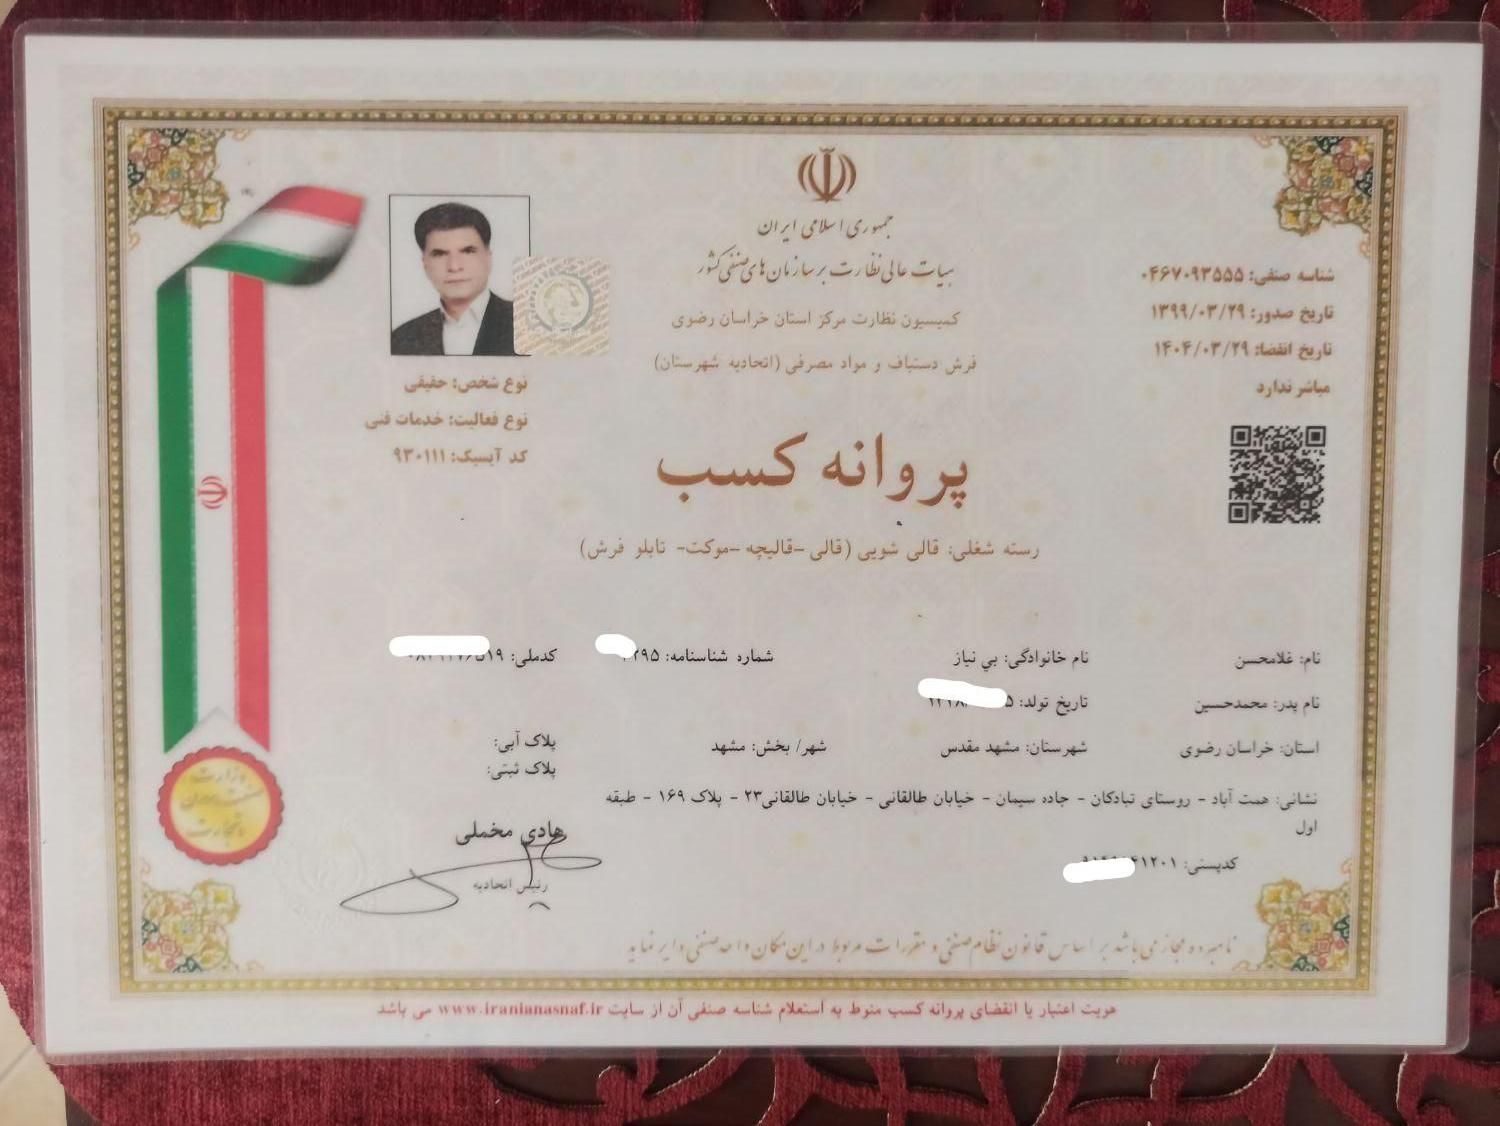 جمهوری اسلامی ایران
هیات عالی نظارت بر سازمان های صنفی کشور
کمیسیون نظارت مرکز استان خراسان رضوی
فرش دستباف و مواد مصرفی (اتحادیه شهرستان)
شناسه صنفی: ۰۴۶۷۰۹۳۵۵۵
تاریخ صدور: ۱۳۹۹/۰۳/۲۹
تاریخ انقضا: ۱۴۰۴/۰۳/۲۹
مباشر ندارد
نوع شخص: حقیقی
نوع فعالیت: خدمات فنی
کد آیسیک: ۹۳۰۱۱۱
پروانه کسب
رسته شغلی: قالی شویی (قالی -قالیچه -موکت- تابلو فرش)
نام: غلامحسن نام خانوادگی: بي نیاز شماره شناسنامه: ۲۹۵ کدملی:
نام پدر: محمدحسین تاریخ تولد:
استان: خراسان رضوی شهرستان: مشهد مقدس شهر/ بخش: مشهد پلاک آبی:
پلاک ثبتی:
نشانی: همت آباد - روستای تبادکان - جاده سیمان - خیابان طالقانی - خیابان طالقانی۲۳ - پلاک ۱۶۹ - طبقه
اول
کدپستی: ۴۱۲۰۱
هادی مخملی
رئیس اتحادیه
وزارت
صنعت، معدن
و تجارت
نامبرده مجاز می باشد بر اساس قانون نظام صنفی و مقررات مربوط در این مکان واحد صنفی دایر نماید
هویت اعتبار یا انقضای پروانه کسب منوط به استعلام شناسه صنفی آن از سایت www.iranianasnaf.ir می باشد